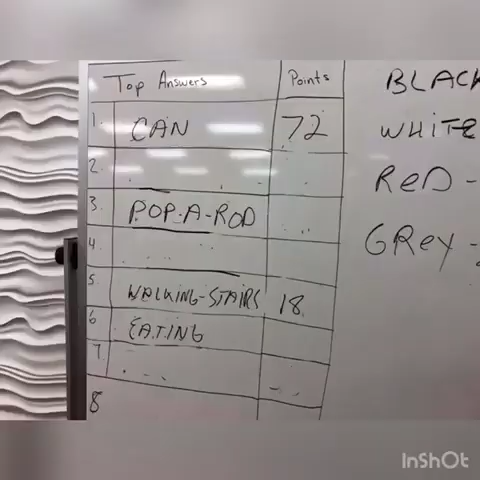 Top Answers Points
1. CAN 72
2.
3. POP-A-ROD
4.
5. WALKING-STAIRS 18
6. EATING
7.
8
BLACK
WHITE
RED -
GREY -
InShOt